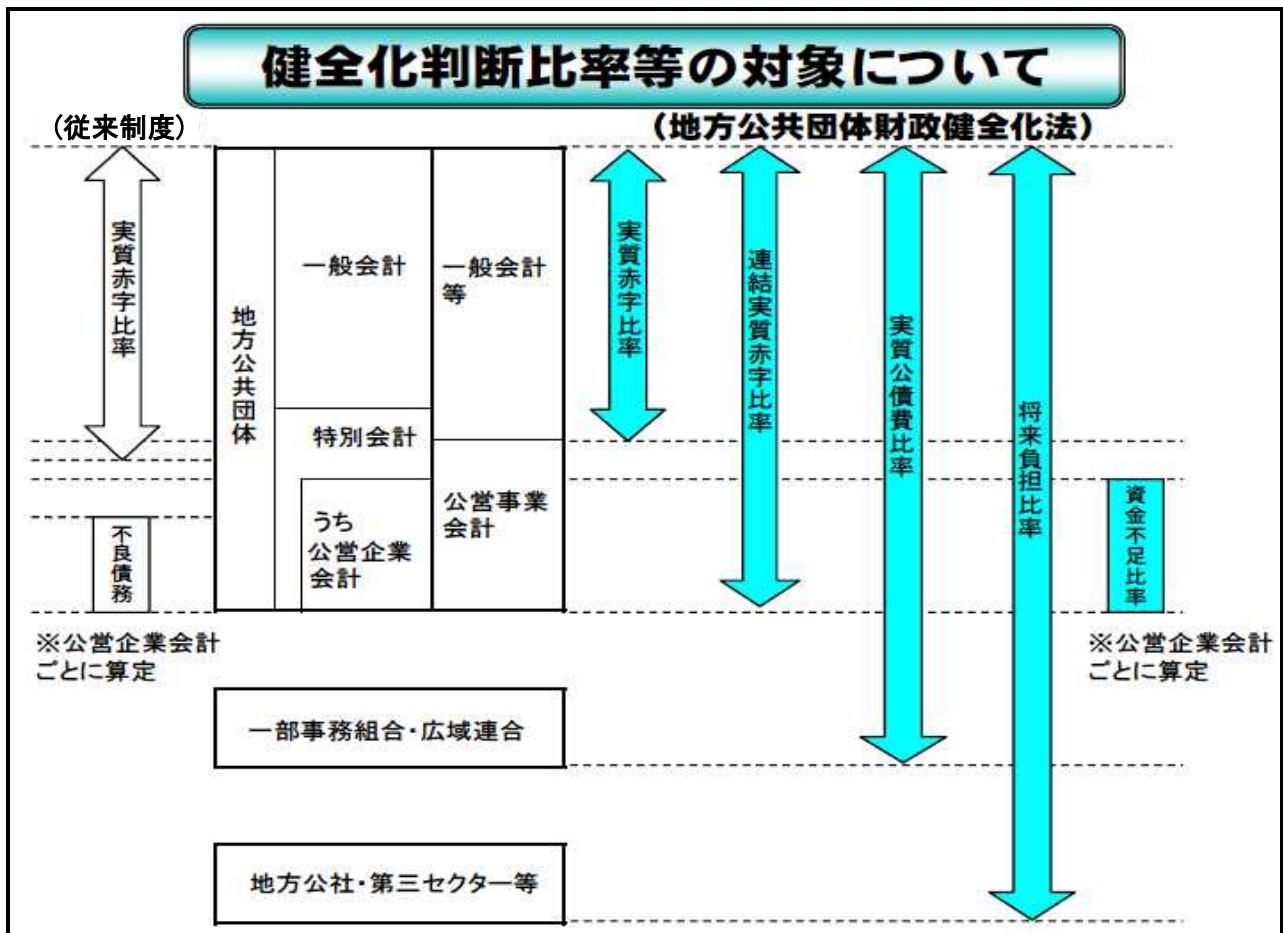 健全化判断比率等の対象について
(従来制度)
(地方公共団体財政健全化法)
実質赤字比率
不良債務
※公営企業会計
ごとに算定
地方公共団体
一般会計
特別会計
うち
公営企業
会計
一般会計
等
公営事業
会計
実質赤字比率
連結実質赤字比率
実質公債費比率
将来負担比率
資金不足比率
※公営企業会計
ごとに算定
一部事務組合・広域連合
地方公社・第三セクター等